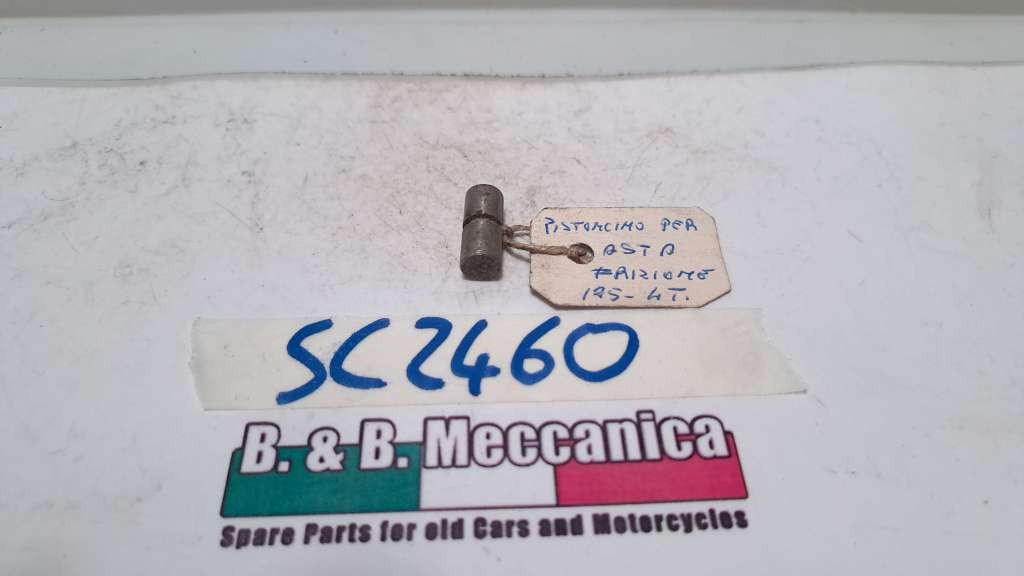 PISTONCINO PER
ASTA
FRIZIONE
125-4T.
SC2460
B. & B. Meccanica
Spare Parts for old Cars and Motorcycles